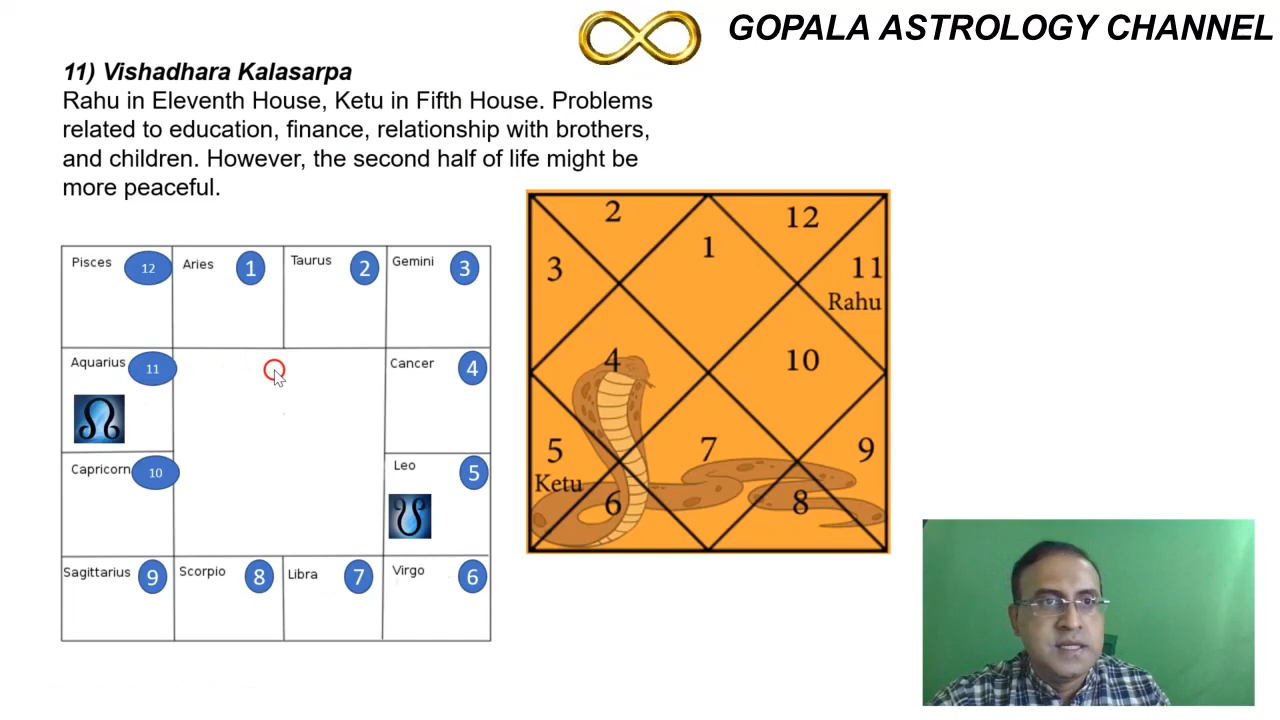 GOPALA ASTROLOGY CHANNEL
11) Vishadhara Kalasarpa
Rahu in Eleventh House, Ketu in Fifth House. Problems
related to education, finance, relationship with brothers,
and children. However, the second half of life might be
more peaceful.
Pisces 12 Aries 1 Taurus 2 Gemini 3
Aquarius 11 Cancer 4
Capricorn 10 Leo 5
Sagittarius 9 Scorpio 8 Libra 7 Virgo 6
2 12
1
3 11
Rahu
4 10
5 7 9
Ketu
6 8